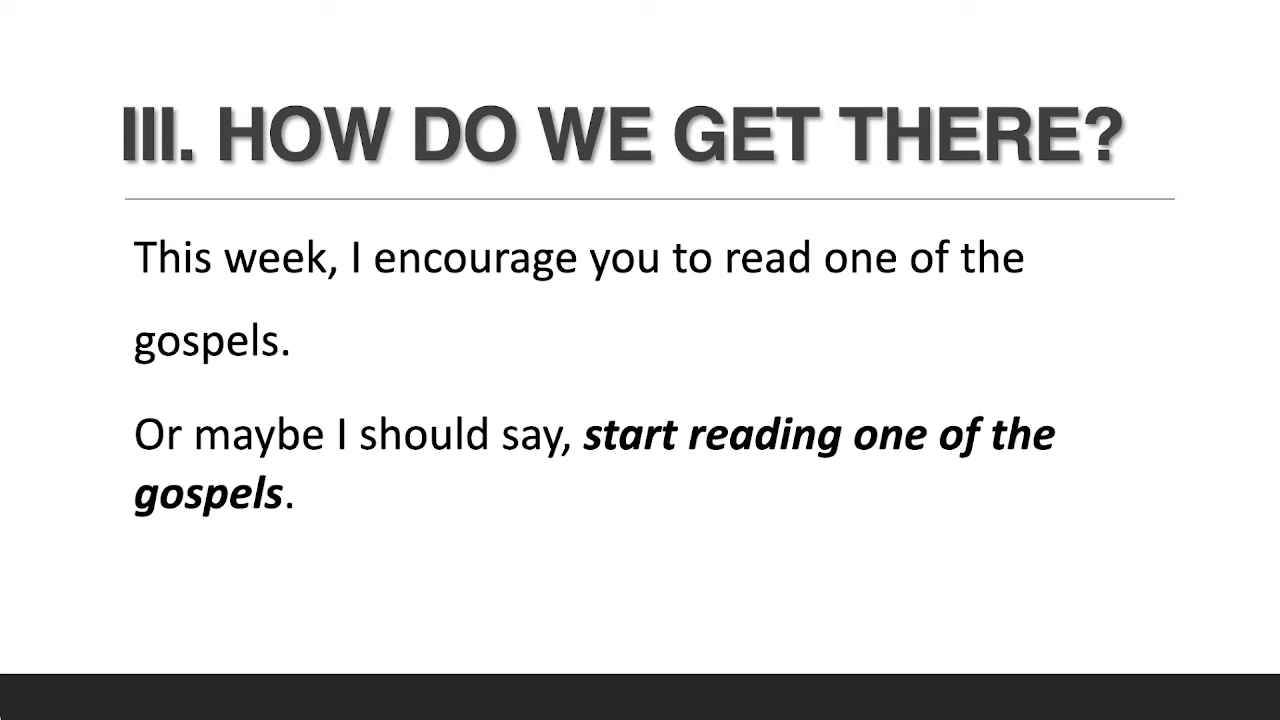 III. HOW DO WE GET THERE?
This week, I encourage you to read one of the
gospels.
Or maybe I should say, start reading one of the
gospels.